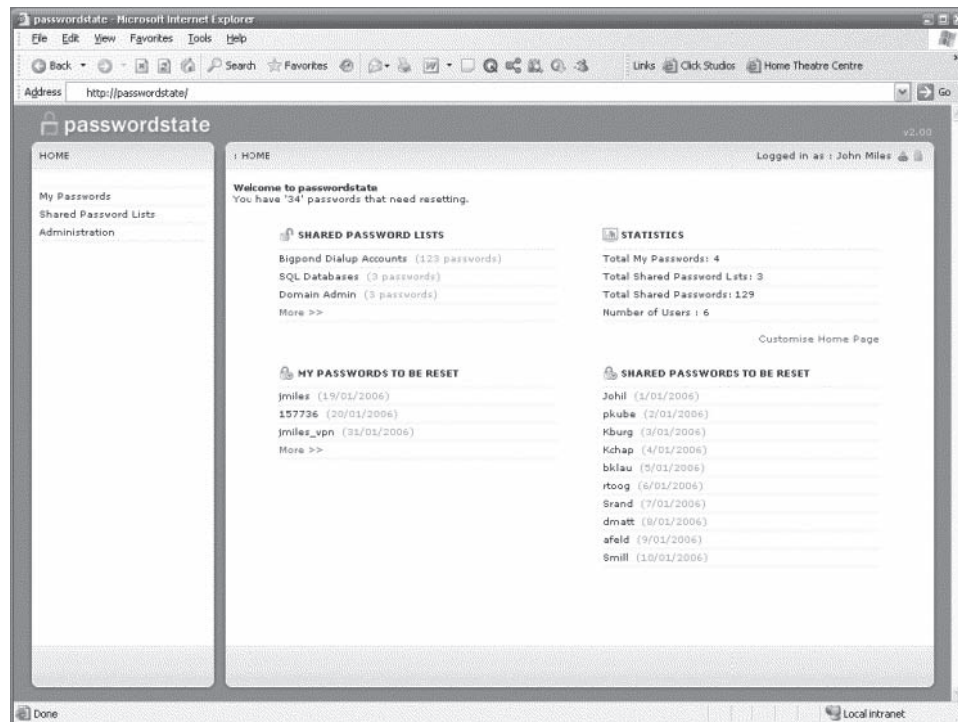 passwordstate - Microsoft Internet Explorer
File Edit View Favorites Tools Help
Back Search Favorites Links Click Studios Home Theatre Centre
Address http://passwordstate/ Go
passwordstate
v2.00
HOME
My Passwords
Shared Password Lists
Administration
: HOME Logged in as : John Miles
Welcome to passwordstate
You have '34' passwords that need resetting.
SHARED PASSWORD LISTS
Bigpond Dialup Accounts (123 passwords)
SQL Databases (3 passwords)
Domain Admin (3 passwords)
More >>
STATISTICS
Total My Passwords: 4
Total Shared Password Lsts: 3
Total Shared Passwords: 129
Number of Users : 6
Customise Home Page
MY PASSWORDS TO BE RESET
jmiles (19/01/2006)
157736 (20/01/2006)
jmiles_vpn (31/01/2006)
More >>
SHARED PASSWORDS TO BE RESET
Johil (1/01/2006)
pkube (2/01/2006)
Kburg (3/01/2006)
Kchap (4/01/2006)
bklau (5/01/2006)
rtoog (6/01/2006)
Srand (7/01/2006)
dmatt (8/01/2006)
afeld (9/01/2006)
Smill (10/01/2006)
Done Local intranet